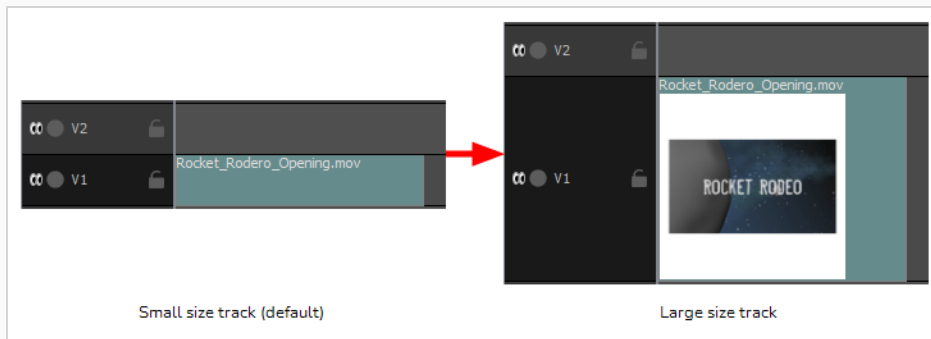 V2
V1
Rocket_Rodero_Opening.mov
Small size track (default)
V2
Rocket_Rodero_Opening.mov
V1
ROCKET RODEO
Large size track